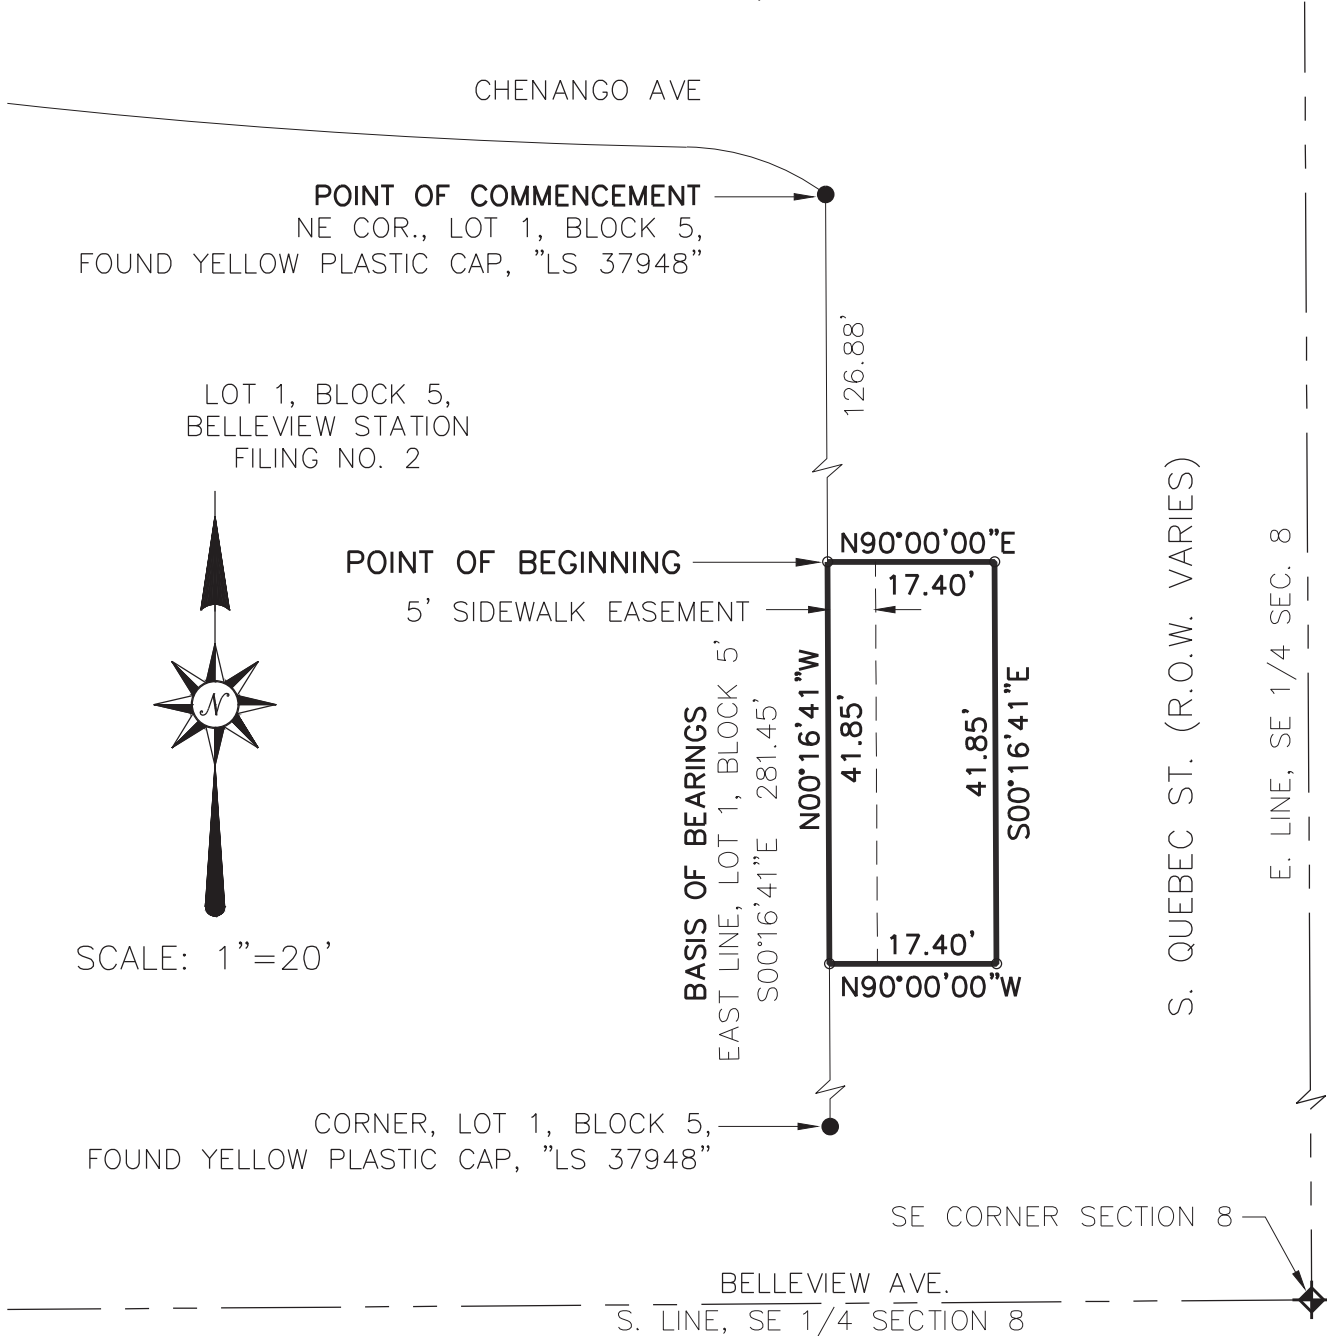 CHENANGO AVE
POINT OF COMMENCEMENT
NE COR., LOT 1, BLOCK 5,
FOUND YELLOW PLASTIC CAP, "LS 37948"
126.88'
LOT 1, BLOCK 5,
BELLEVIEW STATION
FILING NO. 2
N
SCALE: 1"=20'
POINT OF BEGINNING
N90°00'00"E
17.40'
5' SIDEWALK EASEMENT
BASIS OF BEARINGS
EAST LINE, LOT 1, BLOCK 5'
S00°16'41"E 281.45'
N00°16'41"W
41.85'
41.85'
S00°16'41"E
17.40'
N90°00'00"W
S. QUEBEC ST. (R.O.W. VARIES)
E. LINE, SE 1/4 SEC. 8
CORNER, LOT 1, BLOCK 5,
FOUND YELLOW PLASTIC CAP, "LS 37948"
SE CORNER SECTION 8
BELLEVIEW AVE.
S. LINE, SE 1/4 SECTION 8